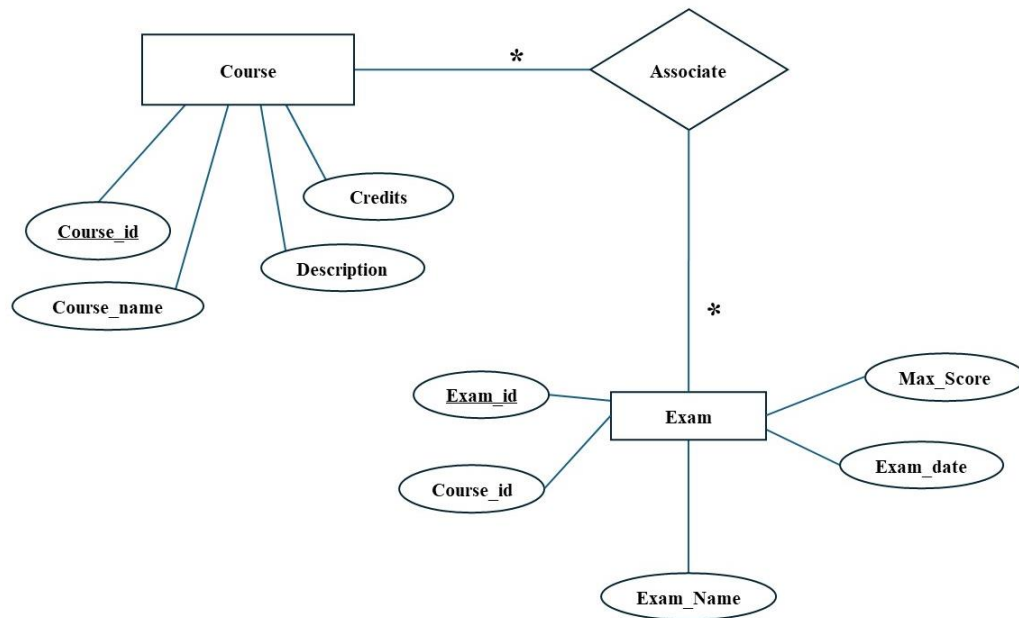 Course
*
Associate
Credits
Course_id
Description
Course_name
*
Max_Score
Exam_id
Exam
Exam_date
Course_id
Exam_Name